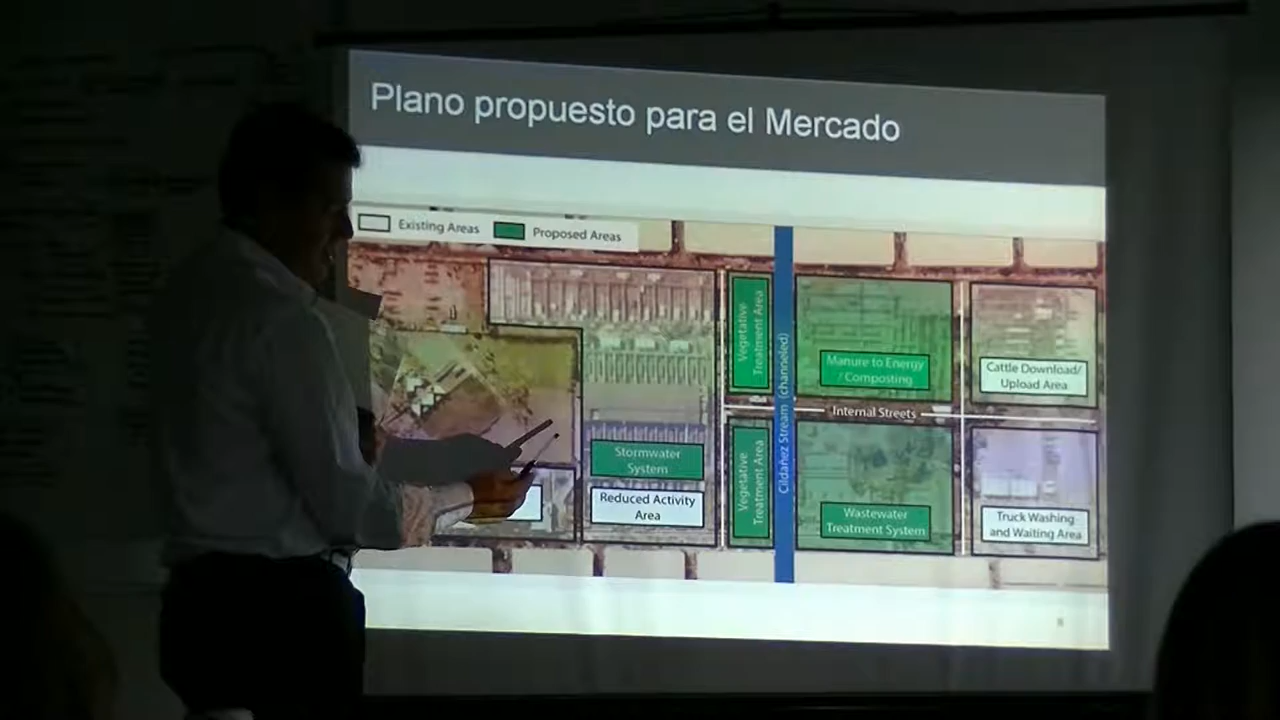 Plano propuesto para el Mercado
Existing Areas
Proposed Areas
Vegetative
Treatment Area
Manure to Energy
/ Composting
Cattle Download/
Upload Area
Cildañez Stream (channeled)
Internal Streets
Stormwater
System
Reduced Activity
Area
Vegetative
Treatment Area
Wastewater
Treatment System
Truck Washing
and Waiting Area
8